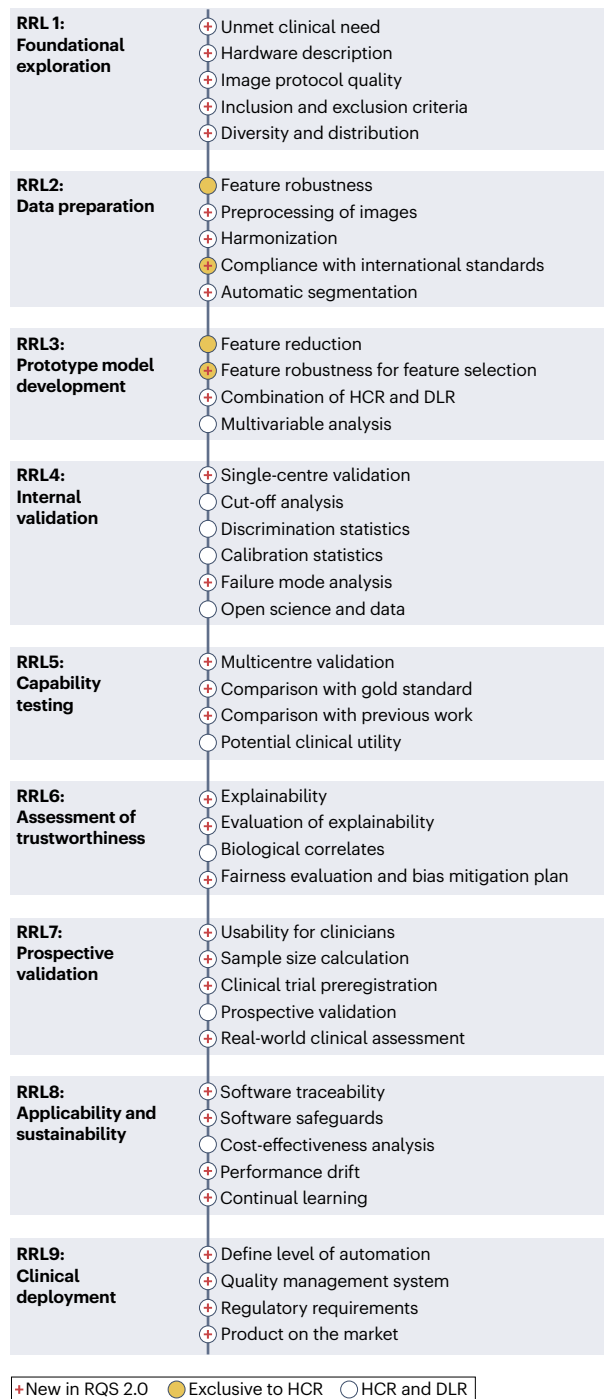 RRL 1:
Foundational
exploration
Unmet clinical need
Hardware description
Image protocol quality
Inclusion and exclusion criteria
Diversity and distribution
RRL2:
Data preparation
Feature robustness
Preprocessing of images
Harmonization
Compliance with international standards
Automatic segmentation
RRL3:
Prototype model
development
Feature reduction
Feature robustness for feature selection
Combination of HCR and DLR
Multivariable analysis
RRL4:
Internal
validation
Single-centre validation
Cut-off analysis
Discrimination statistics
Calibration statistics
Failure mode analysis
Open science and data
RRL5:
Capability
testing
Multicentre validation
Comparison with gold standard
Comparison with previous work
Potential clinical utility
RRL6:
Assessment of
trustworthiness
Explainability
Evaluation of explainability
Biological correlates
Fairness evaluation and bias mitigation plan
RRL7:
Prospective
validation
Usability for clinicians
Sample size calculation
Clinical trial preregistration
Prospective validation
Real-world clinical assessment
RRL8:
Applicability and
sustainability
Software traceability
Software safeguards
Cost-effectiveness analysis
Performance drift
Continual learning
RRL9:
Clinical
deployment
Define level of automation
Quality management system
Regulatory requirements
Product on the market
+ New in RQS 2.0 Exclusive to HCR HCR and DLR